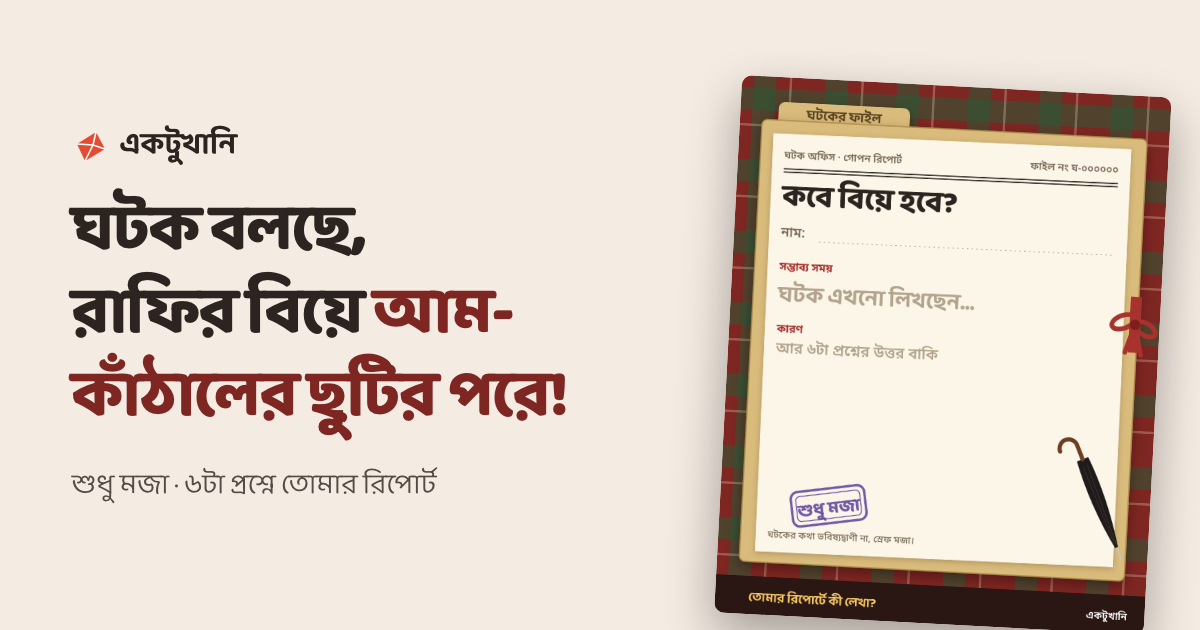 একটুখানি
ঘটক বলছে,
রাফির বিয়ে আম-
কাঁঠালের ছুটির পরে!
শুধু মজা · ৬টা প্রশ্নে তোমার রিপোর্ট
ঘটকের ফাইল
ঘটক অফিস · গোপন রিপোর্ট
ফাইল নং ঘ-০০০০০০
কবে বিয়ে হবে?
নাম:
সম্ভাব্য সময়
ঘটক এখনো লিখছেন...
কারণ
আর ৬টা প্রশ্নের উত্তর বাকি
শুধু মজা
ঘটকের কথা ভবিষ্যদ্বাণী না, স্রেফ মজা।
তোমার রিপোর্টে কী লেখা?
একটুখানি